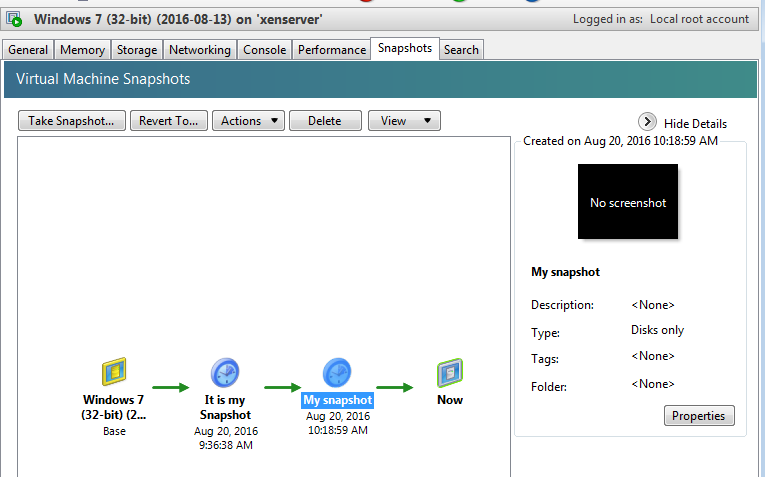 Windows 7 (32-bit) (2016-08-13) on 'xenserver' Logged in as: Local root account
General Memory Storage Networking Console Performance Snapshots Search
Virtual Machine Snapshots
Take Snapshot... Revert To... Actions Delete View Hide Details
Created on Aug 20, 2016 10:18:59 AM
No screenshot
My snapshot
Description: <None>
Type: Disks only
Tags: <None>
Folder: <None>
Properties
Windows 7
(32-bit) (2...
Base
It is my
Snapshot
Aug 20, 2016
9:36:38 AM
My snapshot
Aug 20, 2016
10:18:59 AM
Now